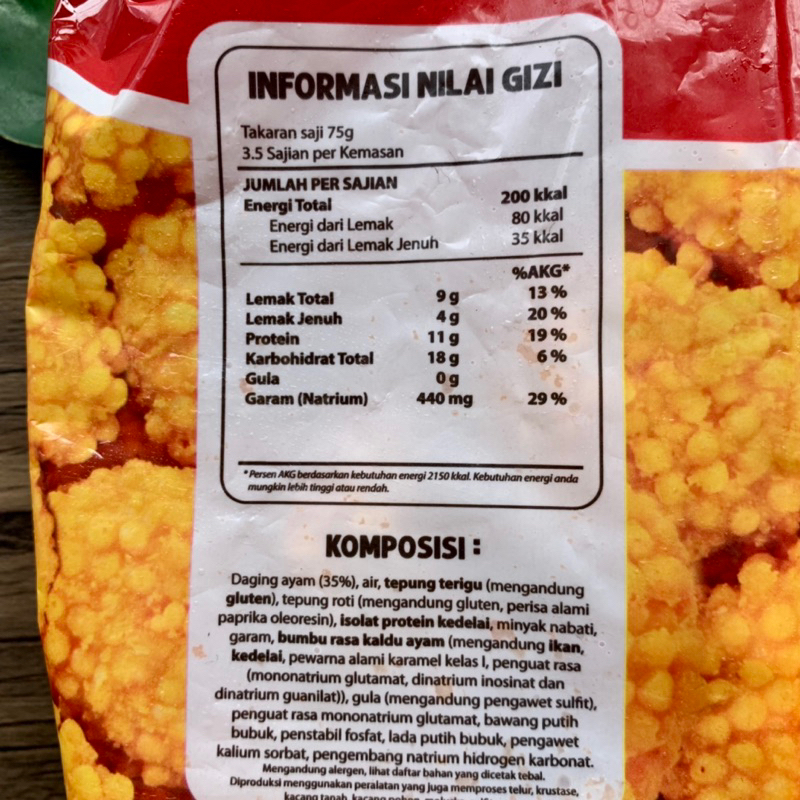 INFORMASI NILAI GIZI
Takaran saji 75g
3.5 Sajian per Kemasan
JUMLAH PER SAJIAN
Energi Total 200 kkal
Energi dari Lemak 80 kkal
Energi dari Lemak Jenuh 35 kkal
%AKG*
Lemak Total 9 g 13 %
Lemak Jenuh 4 g 20 %
Protein 11 g 19 %
Karbohidrat Total 18 g 6 %
Gula 0 g
Garam (Natrium) 440 mg 29 %
* Persen AKG berdasarkan kebutuhan energi 2150 kkal. Kebutuhan energi anda
mungkin lebih tinggi atau rendah.
KOMPOSISI :
Daging ayam (35%), air, tepung terigu (mengandung
gluten), tepung roti (mengandung gluten, perisa alami
paprika oleoresin), isolat protein kedelai, minyak nabati,
garam, bumbu rasa kaldu ayam (mengandung ikan,
kedelai, pewarna alami karamel kelas I, penguat rasa
(mononatrium glutamat, dinatrium inosinat dan
dinatrium guanilat)), gula (mengandung pengawet sulfit),
penguat rasa mononatrium glutamat, bawang putih
bubuk, penstabil fosfat, lada putih bubuk, pengawet
kalium sorbat, pengembang natrium hidrogen karbonat.
Mengandung alergen, lihat daftar bahan yang dicetak tebal.
Diproduksi menggunakan peralatan yang juga memproses telur, krustase,
kacang tanah, kacang pohon,